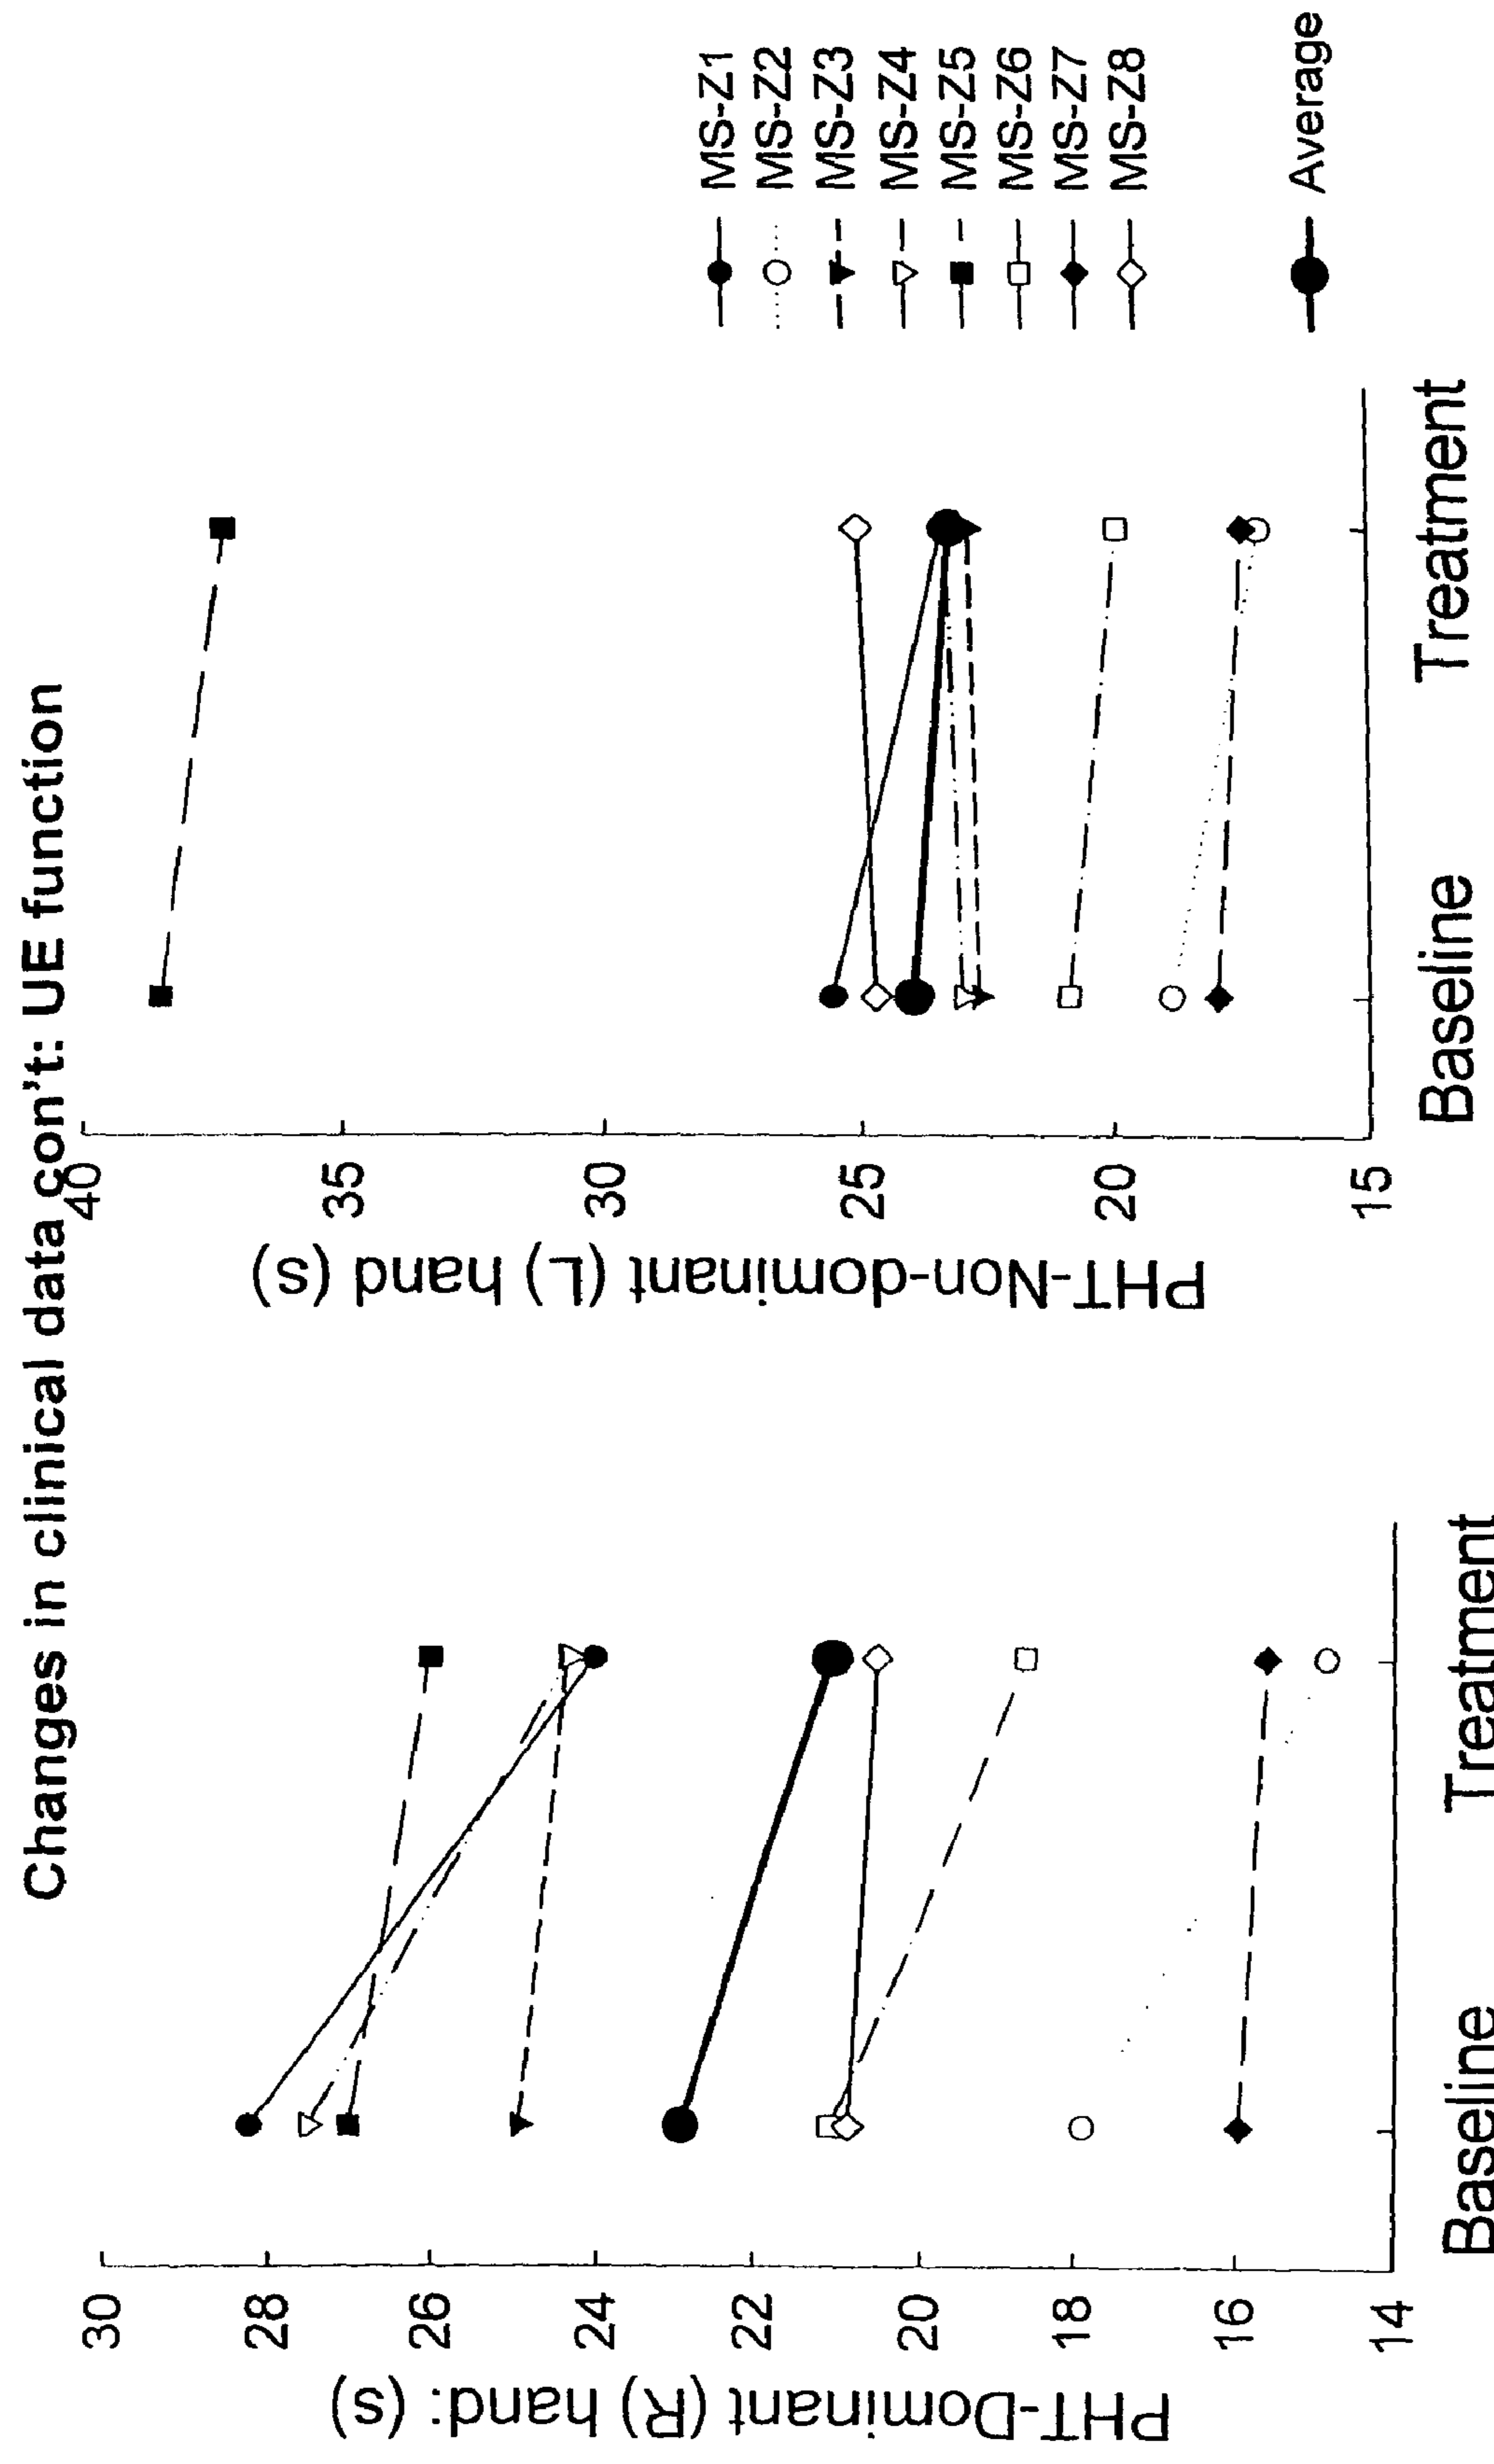 Changes in clinical data con't: UE function
PHT-Dominant (R) hand: (s)
30
28
26
24
22
20
18
16
14
Baseline
Treatment
PHT-Non-dominant (L) hand (s)
40
35
30
25
20
15
Baseline
Treatment
MS-Z1
MS-Z2
MS-Z3
MS-Z4
MS-Z5
MS-Z6
MS-Z7
MS-Z8
Average